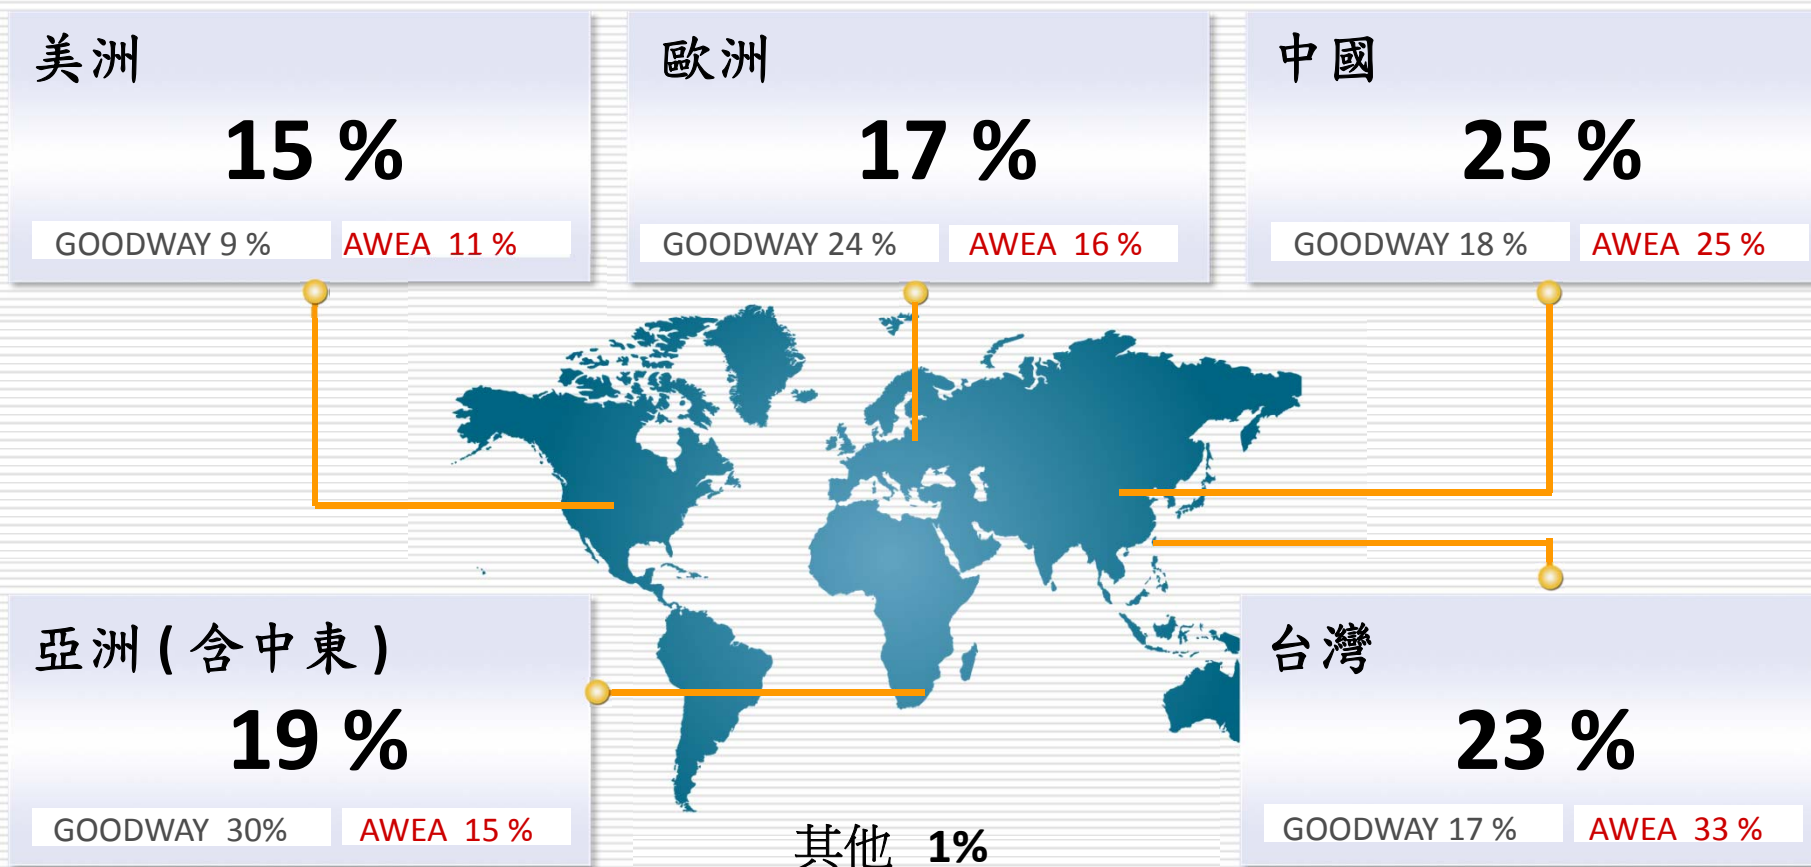 美洲
15 %
GOODWAY 9 %
AWEA 11 %
歐洲
17 %
GOODWAY 24 %
AWEA 16 %
中國
25 %
GOODWAY 18 %
AWEA 25 %
亞洲(含中東)
19 %
GOODWAY 30%
AWEA 15 %
台灣
23 %
GOODWAY 17 %
AWEA 33 %
其他 1%